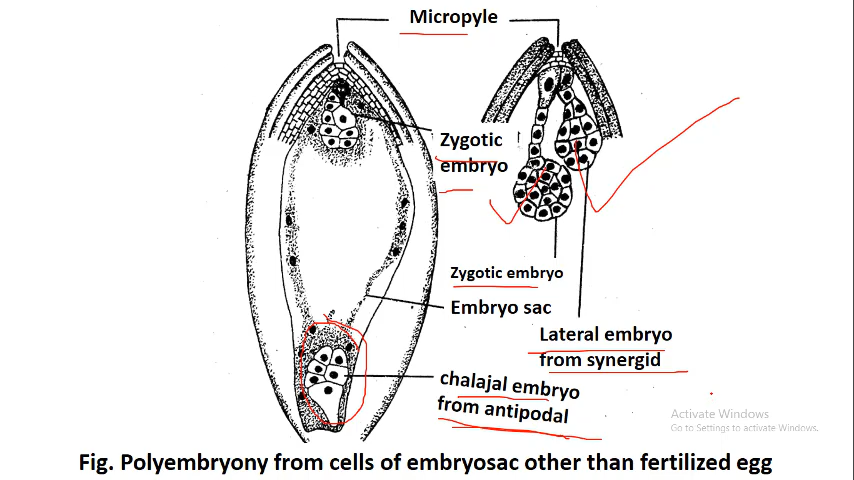 Micropyle
Zygotic
embryo
Zygotic embryo
Embryo sac
Lateral embryo
from synergid
chalajal embryo
from antipodal
Activate Windows
Go to Settings to activate Windows.
Fig. Polyembryony from cells of embryosac other than fertilized egg